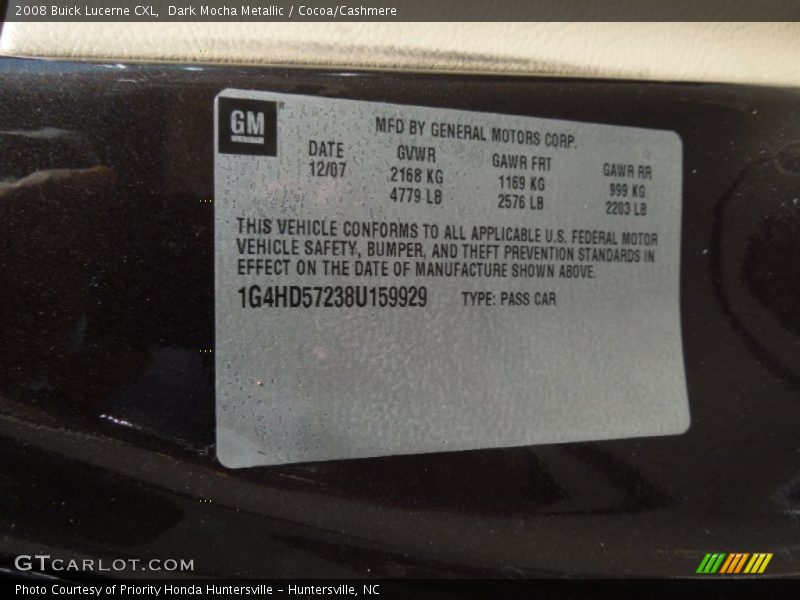 2008 Buick Lucerne CXL, Dark Mocha Metallic / Cocoa/Cashmere
GM
MFD BY GENERAL MOTORS CORP.
DATE GVWR GAWR FRT GAWR RR
12/07 2168 KG 1169 KG 999 KG
4779 LB 2576 LB 2203 LB
THIS VEHICLE CONFORMS TO ALL APPLICABLE U.S. FEDERAL MOTOR
VEHICLE SAFETY, BUMPER, AND THEFT PREVENTION STANDARDS IN
EFFECT ON THE DATE OF MANUFACTURE SHOWN ABOVE.
1G4HD57238U159929 TYPE: PASS CAR
GTCARLOT.COM
Photo Courtesy of Priority Honda Huntersville - Huntersville, NC